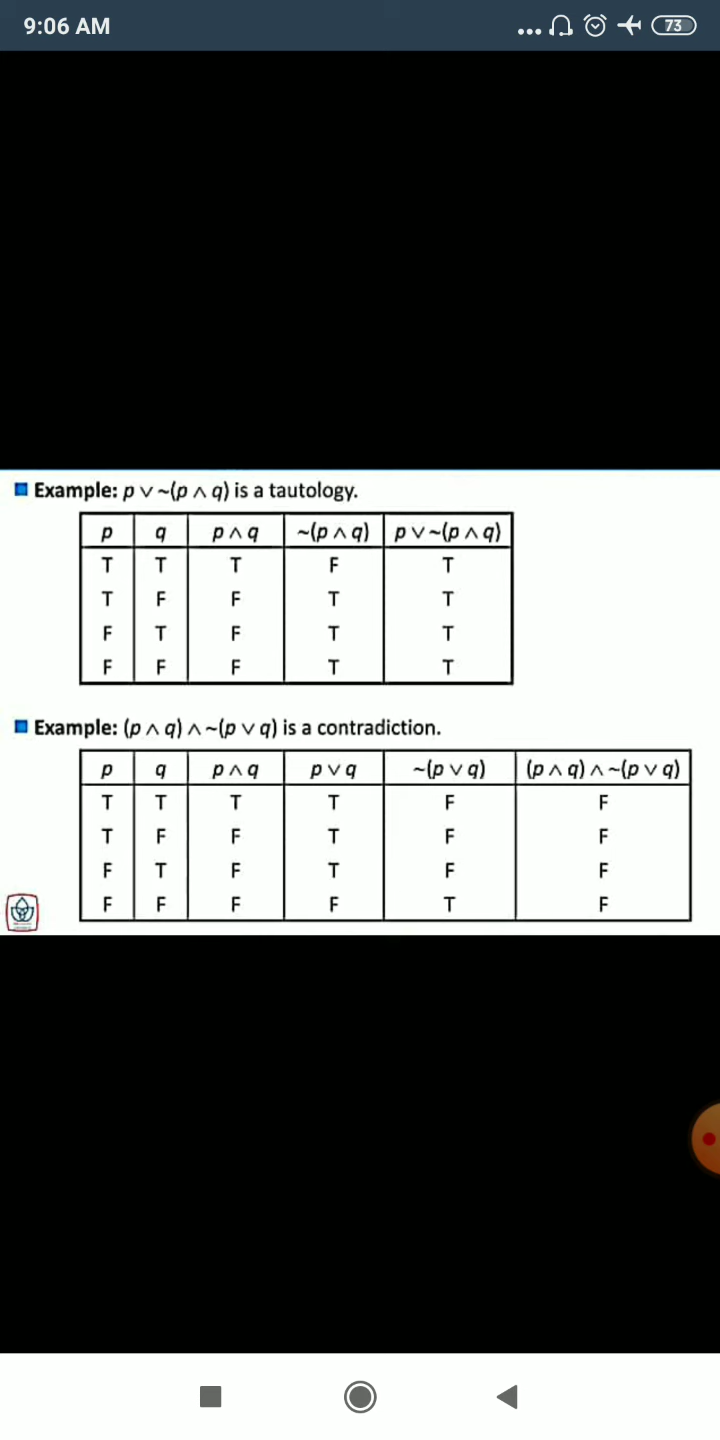 9:06 AM
73
Example: p ∨ ~(p ∧ q) is a tautology.
p q p ∧ q ~(p ∧ q) p ∨ ~(p ∧ q)
T T T F T
T F F T T
F T F T T
F F F T T
Example: (p ∧ q) ∧ ~(p ∨ q) is a contradiction.
p q p ∧ q p ∨ q ~(p ∨ q) (p ∧ q) ∧ ~(p ∨ q)
T T T T F F
T F F T F F
F T F T F F
F F F F T F